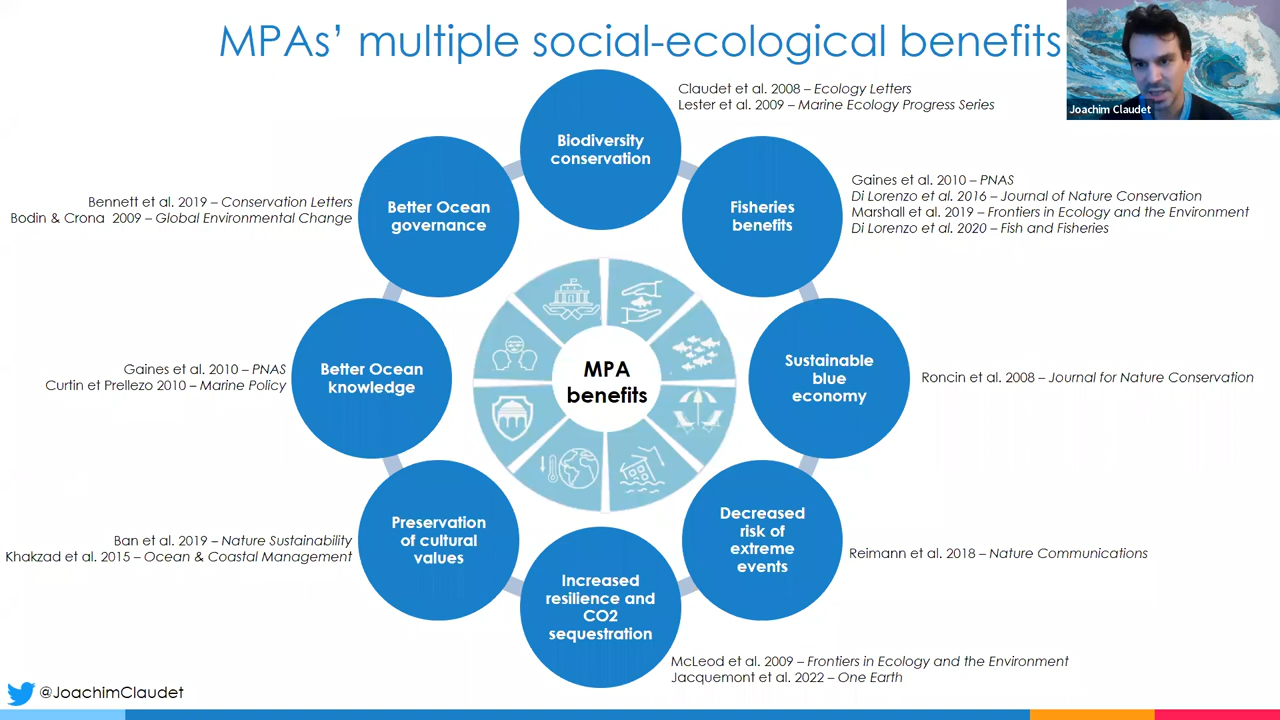 MPAs' multiple social-ecological benefits
Joachim Claudet
Claudet et al. 2008 – Ecology Letters
Lester et al. 2009 – Marine Ecology Progress Series
Biodiversity
conservation
Gaines et al. 2010 – PNAS
Di Lorenzo et al. 2016 – Journal of Nature Conservation
Marshall et al. 2019 – Frontiers in Ecology and the Environment
Di Lorenzo et al. 2020 – Fish and Fisheries
Fisheries
benefits
Bennett et al. 2019 – Conservation Letters
Bodin & Crona 2009 – Global Environmental Change
Better Ocean
governance
Gaines et al. 2010 – PNAS
Curtin et Prellezo 2010 – Marine Policy
Better Ocean
knowledge
MPA
benefits
Sustainable
blue
economy
Roncin et al. 2008 – Journal for Nature Conservation
Ban et al. 2019 – Nature Sustainability
Khakzad et al. 2015 – Ocean & Coastal Management
Preservation
of cultural
values
Decreased
risk of
extreme
events
Reimann et al. 2018 – Nature Communications
Increased
resilience and
CO2
sequestration
McLeod et al. 2009 – Frontiers in Ecology and the Environment
Jacquemont et al. 2022 – One Earth
@JoachimClaudet